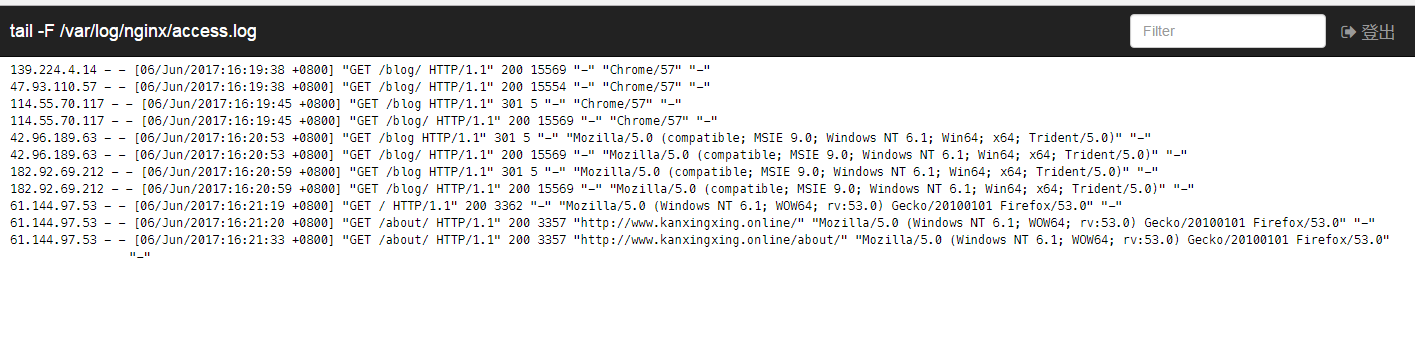 tail -F /var/log/nginx/access.log
Filter
登出
139.224.4.14 - - [06/Jun/2017:16:19:38 +0800] "GET /blog/ HTTP/1.1" 200 15569 "-" "Chrome/57" "-"
47.93.110.57 - - [06/Jun/2017:16:19:38 +0800] "GET /blog/ HTTP/1.1" 200 15554 "-" "Chrome/57" "-"
114.55.70.117 - - [06/Jun/2017:16:19:45 +0800] "GET /blog HTTP/1.1" 301 5 "-" "Chrome/57" "-"
114.55.70.117 - - [06/Jun/2017:16:19:45 +0800] "GET /blog/ HTTP/1.1" 200 15569 "-" "Chrome/57" "-"
42.96.189.63 - - [06/Jun/2017:16:20:53 +0800] "GET /blog HTTP/1.1" 301 5 "-" "Mozilla/5.0 (compatible; MSIE 9.0; Windows NT 6.1; Win64; x64; Trident/5.0)" "-"
42.96.189.63 - - [06/Jun/2017:16:20:53 +0800] "GET /blog/ HTTP/1.1" 200 15569 "-" "Mozilla/5.0 (compatible; MSIE 9.0; Windows NT 6.1; Win64; x64; Trident/5.0)" "-"
182.92.69.212 - - [06/Jun/2017:16:20:59 +0800] "GET /blog HTTP/1.1" 301 5 "-" "Mozilla/5.0 (compatible; MSIE 9.0; Windows NT 6.1; Win64; x64; Trident/5.0)" "-"
182.92.69.212 - - [06/Jun/2017:16:20:59 +0800] "GET /blog/ HTTP/1.1" 200 15569 "-" "Mozilla/5.0 (compatible; MSIE 9.0; Windows NT 6.1; Win64; x64; Trident/5.0)" "-"
61.144.97.53 - - [06/Jun/2017:16:21:19 +0800] "GET / HTTP/1.1" 200 3362 "-" "Mozilla/5.0 (Windows NT 6.1; WOW64; rv:53.0) Gecko/20100101 Firefox/53.0" "-"
61.144.97.53 - - [06/Jun/2017:16:21:20 +0800] "GET /about/ HTTP/1.1" 200 3357 "http://www.kanxingxing.online/" "Mozilla/5.0 (Windows NT 6.1; WOW64; rv:53.0) Gecko/20100101 Firefox/53.0" "-"
61.144.97.53 - - [06/Jun/2017:16:21:33 +0800] "GET /about/ HTTP/1.1" 200 3357 "http://www.kanxingxing.online/about/" "Mozilla/5.0 (Windows NT 6.1; WOW64; rv:53.0) Gecko/20100101 Firefox/53.0"
"-"